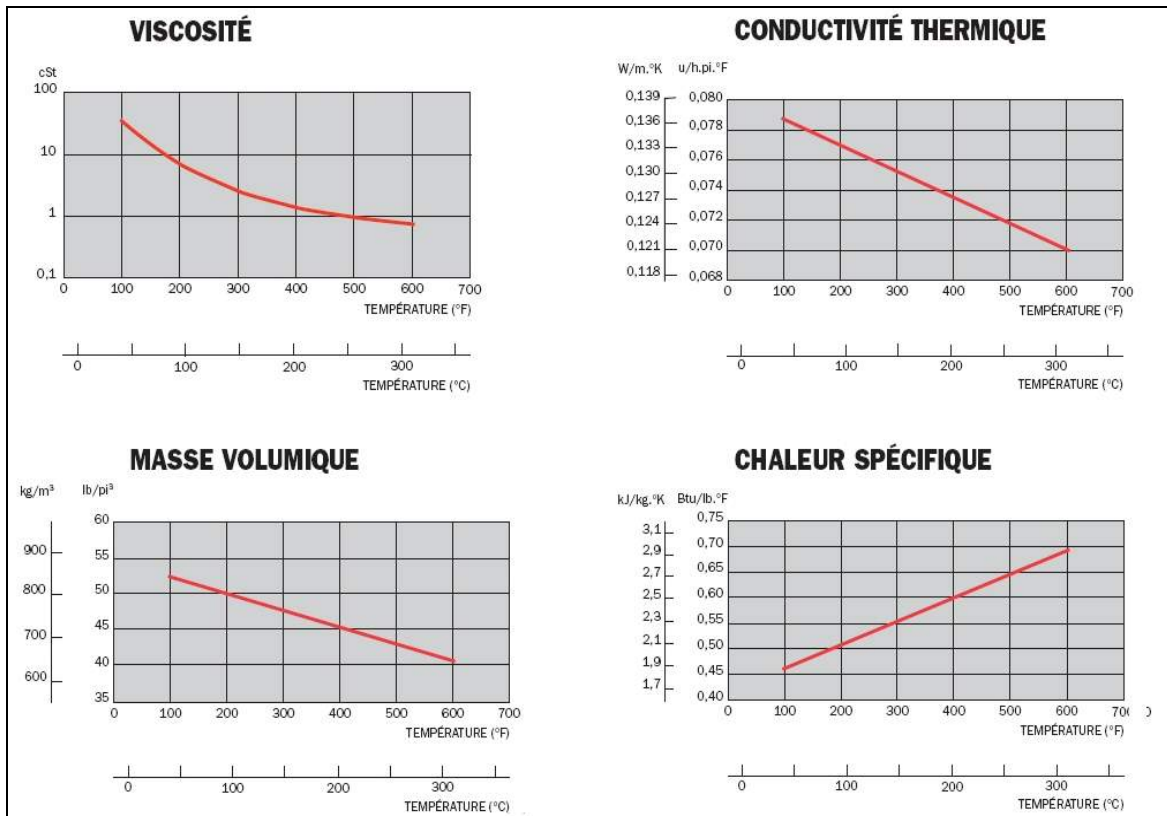 VISCOSITÉ
cSt
100
10
1
0,1
0 100 200 300 400 500 600 700
TEMPÉRATURE (°F)
0 100 200 300
TEMPÉRATURE (°C)
CONDUCTIVITÉ THERMIQUE
W/m.°K u/h.pi.°F
0,139 0,080
0,136 0,078
0,133
0,130 0,076
0,127 0,074
0,124 0,072
0,121 0,070
0,118 0,068
0 100 200 300 400 500 600 700
TEMPÉRATURE (°F)
0 100 200 300
TEMPÉRATURE (°C)
MASSE VOLUMIQUE
kg/m³ lb/pi³
60
900 55
800 50
700 45
600 40
35
0 100 200 300 400 500 600 700
TEMPÉRATURE (°F)
0 100 200 300
TEMPÉRATURE (°C)
CHALEUR SPÉCIFIQUE
kJ/kg.°K Btu/lb.°F
3,1 0,75
2,9 0,70
2,7 0,65
2,5 0,60
2,3 0,55
2,1 0,50
1,9 0,45
1,7 0,40
0 100 200 300 400 500 600
TEMPÉRATURE (°F)
0 100 200 300
TEMPÉRATURE (°C)